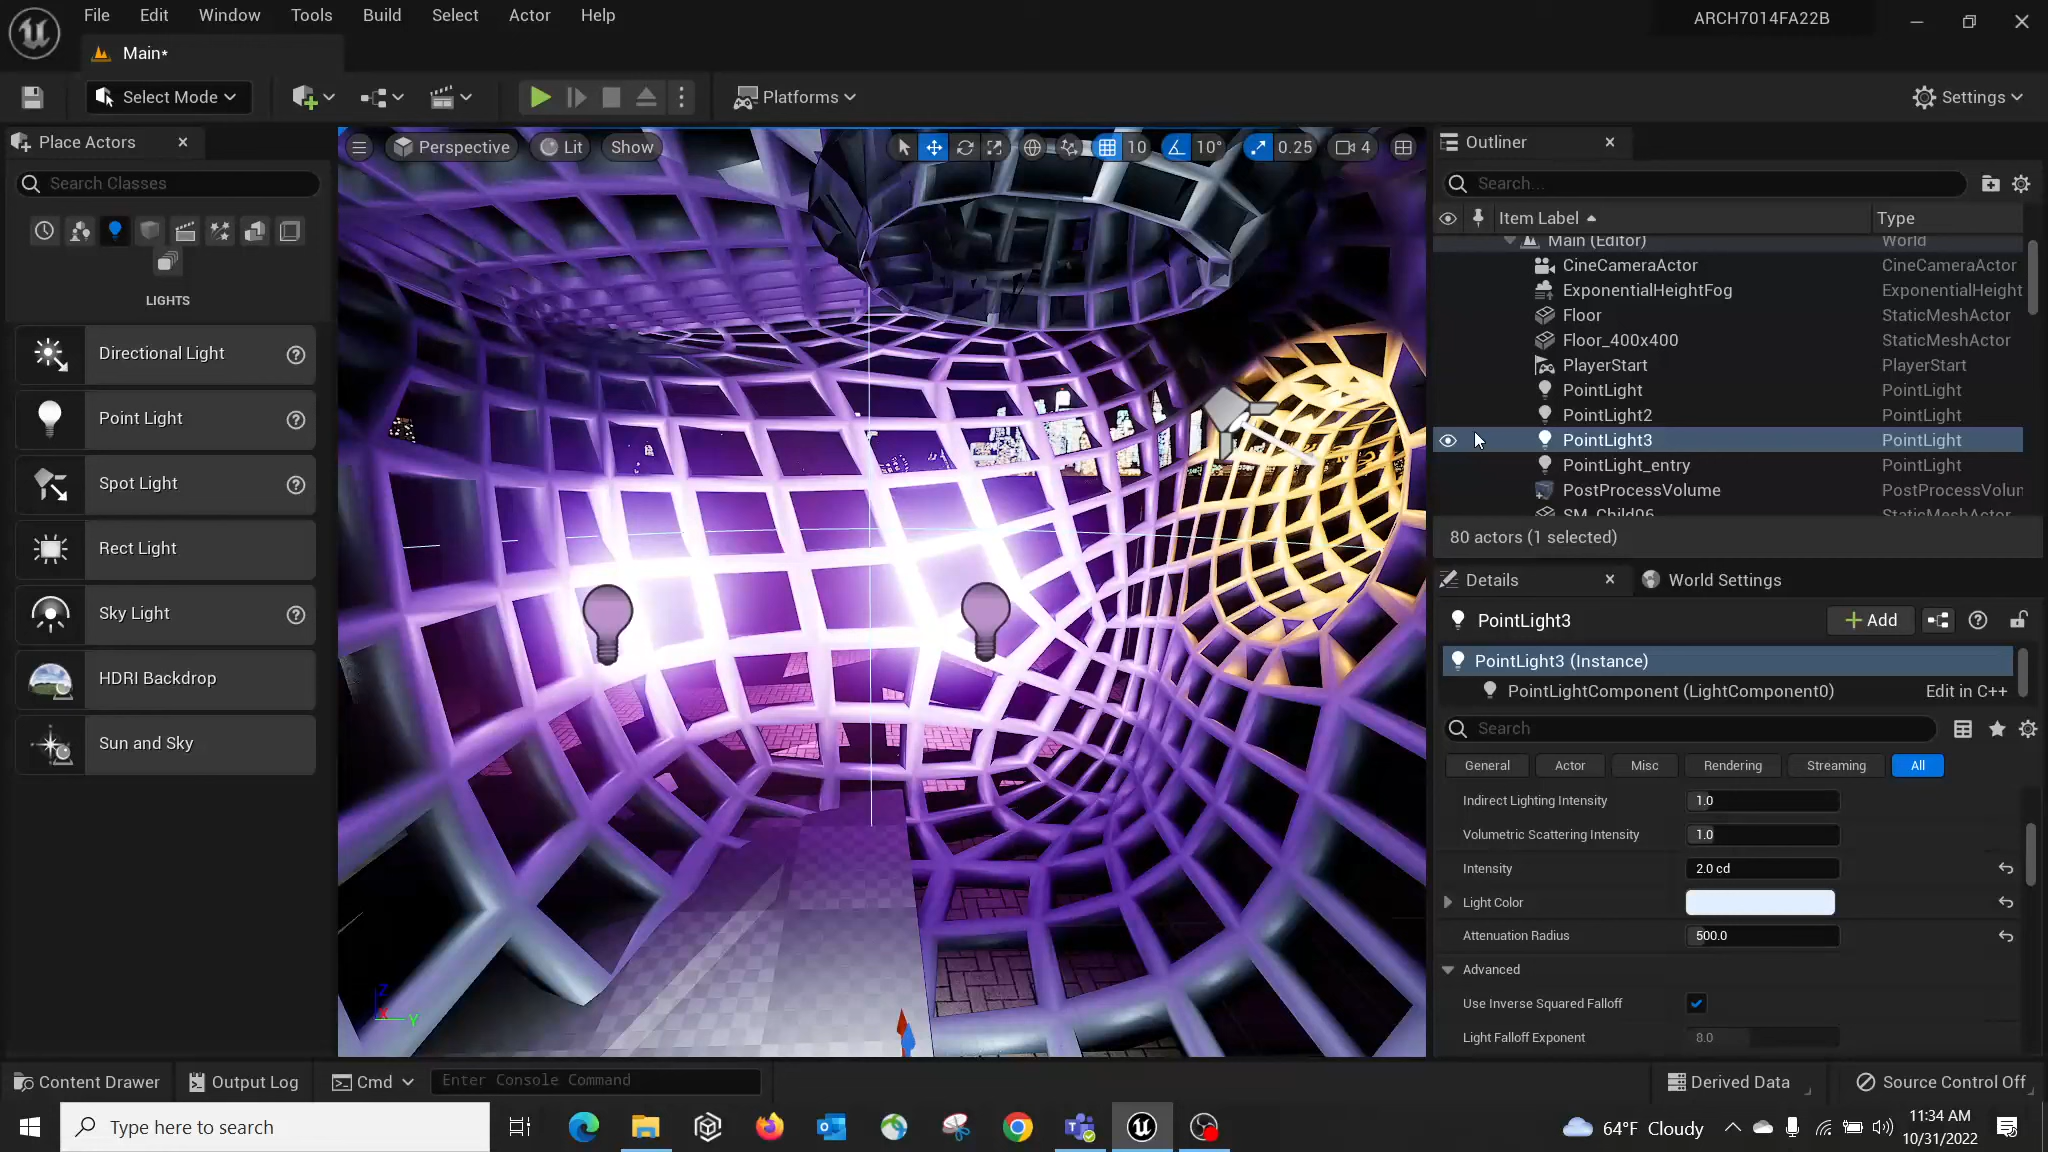 File Edit Window Tools Build Select Actor Help
ARCH7014FA22B
Main*
Select Mode
Platforms
Settings
Place Actors
Search Classes
LIGHTS
Directional Light
Point Light
Spot Light
Rect Light
Sky Light
HDRI Backdrop
Sun and Sky
Perspective Lit Show
10 10° 0.25 4
Z
X Y
Outliner
Search...
Item Label Type
Main (Editor) World
CineCameraActor CineCameraActor
ExponentialHeightFog ExponentialHeight
Floor StaticMeshActor
Floor_400x400 StaticMeshActor
PlayerStart PlayerStart
PointLight PointLight
PointLight2 PointLight
PointLight3 PointLight
PointLight_entry PointLight
PostProcessVolume PostProcessVolun
SM_Child06 StaticMeshActor
80 actors (1 selected)
Details World Settings
PointLight3 Add
PointLight3 (Instance)
PointLightComponent (LightComponent0) Edit in C++
Search
General Actor Misc Rendering Streaming All
Indirect Lighting Intensity 1.0
Volumetric Scattering Intensity 1.0
Intensity 2.0 cd
Light Color
Attenuation Radius 500.0
Advanced
Use Inverse Squared Falloff
Light Falloff Exponent 8.0
Content Drawer Output Log Cmd Enter Console Command
Derived Data Source Control Off
Type here to search
64°F Cloudy
11:34 AM
10/31/2022